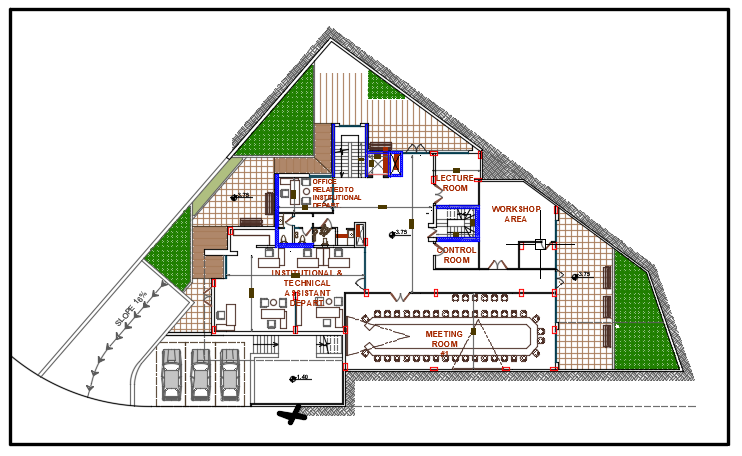 OFFICE
RELATED TO
INSTITUTIONAL
DEPART.
LECTURE
ROOM
3.75
WORKSHOP
AREA
3.75
CONTROL
ROOM
3.75
INSTITUTIONAL &
TECHNICAL
ASSISTANT
DEPART.
SLOPE 16%
MEETING
ROOM
#1
1.40